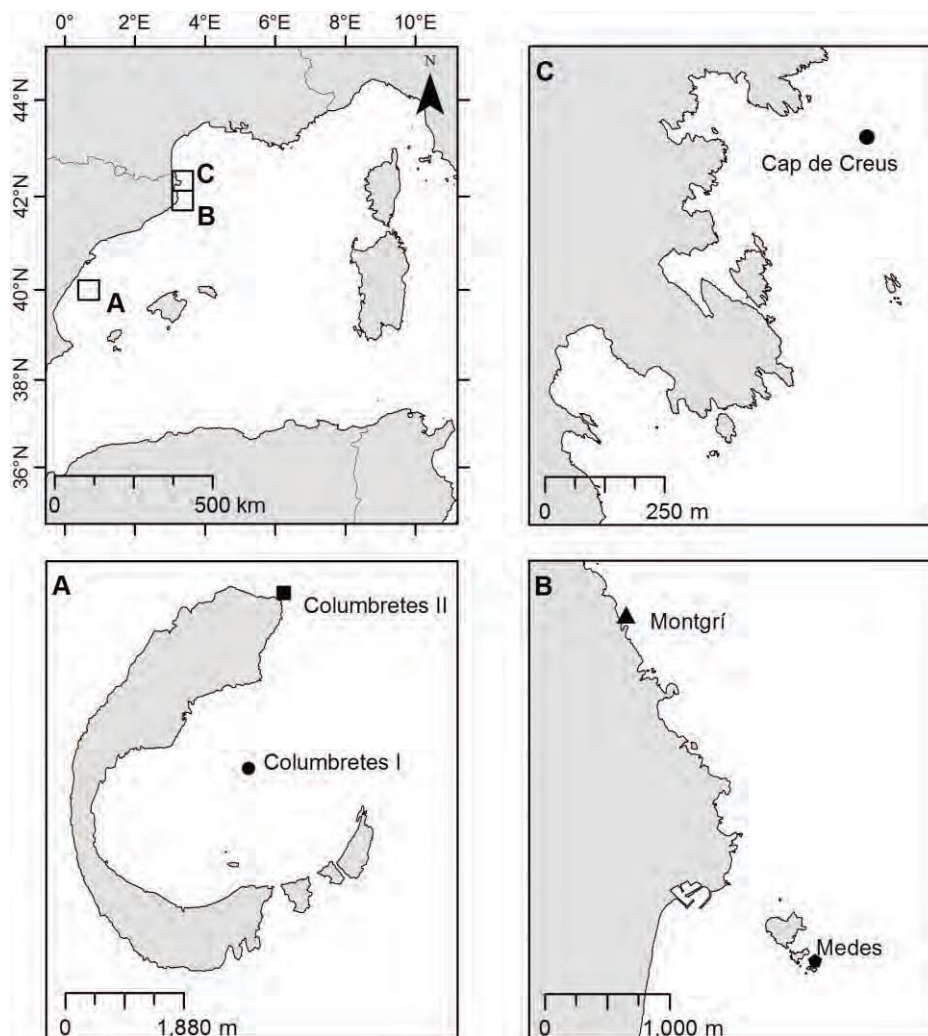 0° 2°E 4°E 6°E 8°E 10°E
44°N
42°N
40°N
38°N
36°N
N
C
B
A
0 500 km
C
Cap de Creus
0 250 m
A
Columbretes II
Columbretes I
0 1,880 m
B
Montgrí
Medes
0 1,000 m